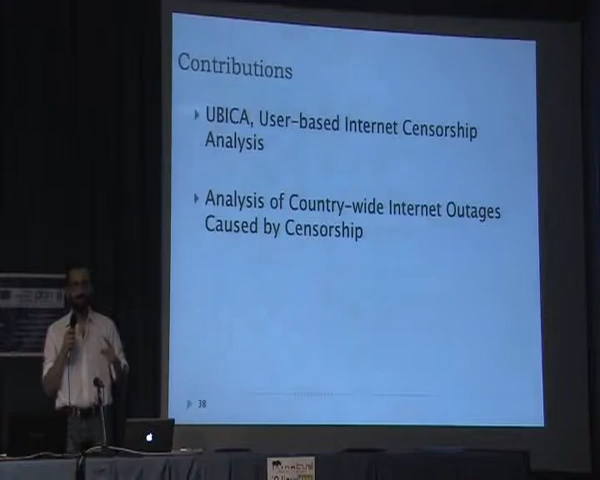 Contributions
UBICA, User-based Internet Censorship
Analysis
Analysis of Country-wide Internet Outages
Caused by Censorship
38